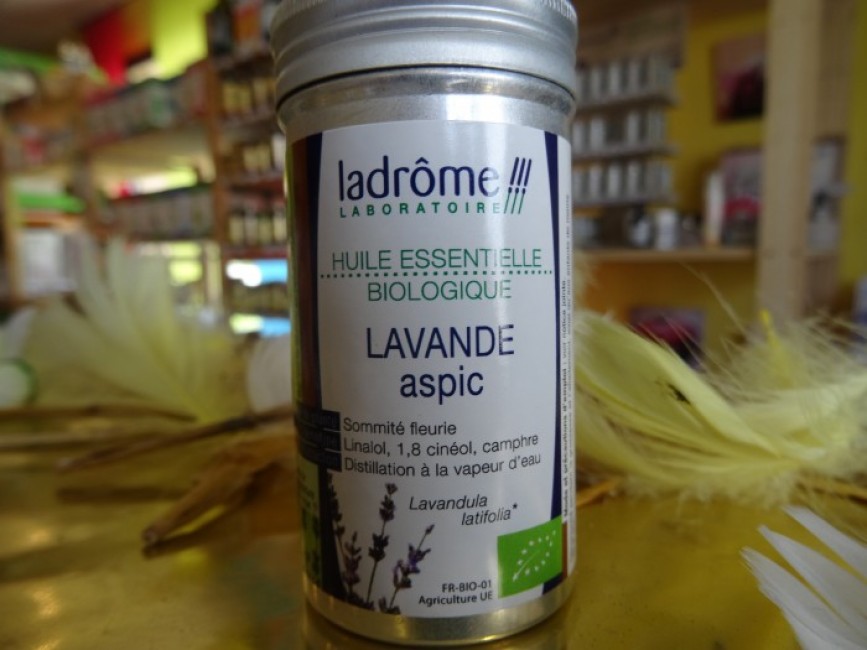 ladrôme
LABORATOIRE
HUILE ESSENTIELLE
BIOLOGIQUE
LAVANDE
aspic
Sommité fleurie
Linalol, 1,8 cinéol, camphre
Distillation à la vapeur d'eau
Lavandula
latifolia*
FR-BIO-01
Agriculture UE